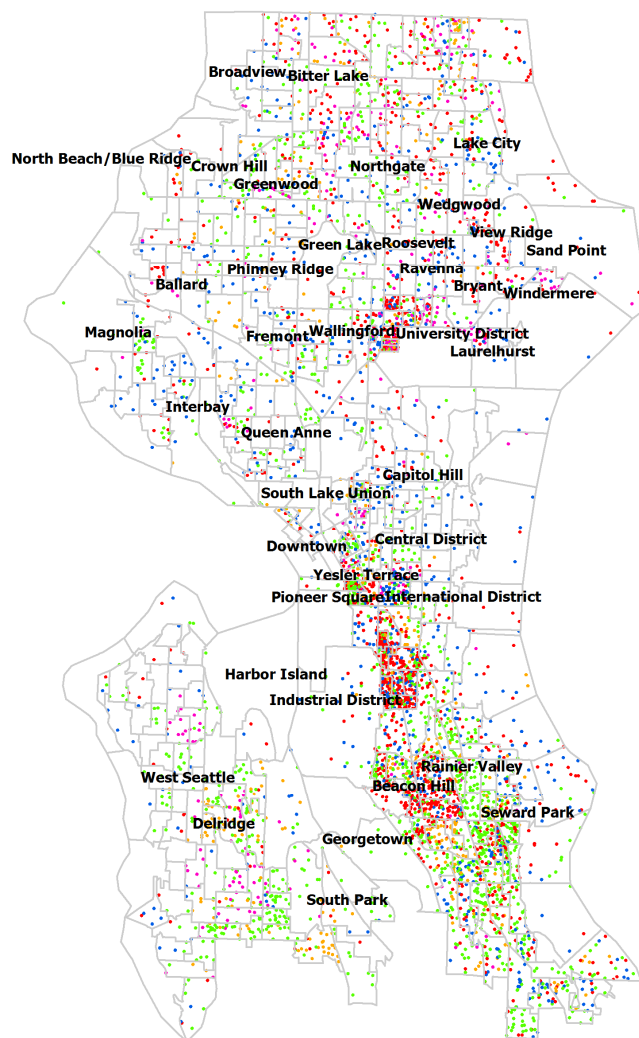 Broadview
Bitter Lake
Lake City
North Beach/Blue Ridge
Crown Hill
Northgate
Greenwood
Wedgwood
View Ridge
Green Lake
Roosevelt
Sand Point
Phinney Ridge
Ravenna
Ballard
Bryant
Windermere
Magnolia
Fremont
Wallingford
University District
Laurelhurst
Interbay
Queen Anne
Capitol Hill
South Lake Union
Downtown
Central District
Yesler Terrace
Pioneer Square
International District
Harbor Island
Industrial District
Rainier Valley
West Seattle
Beacon Hill
Seward Park
Delridge
Georgetown
South Park